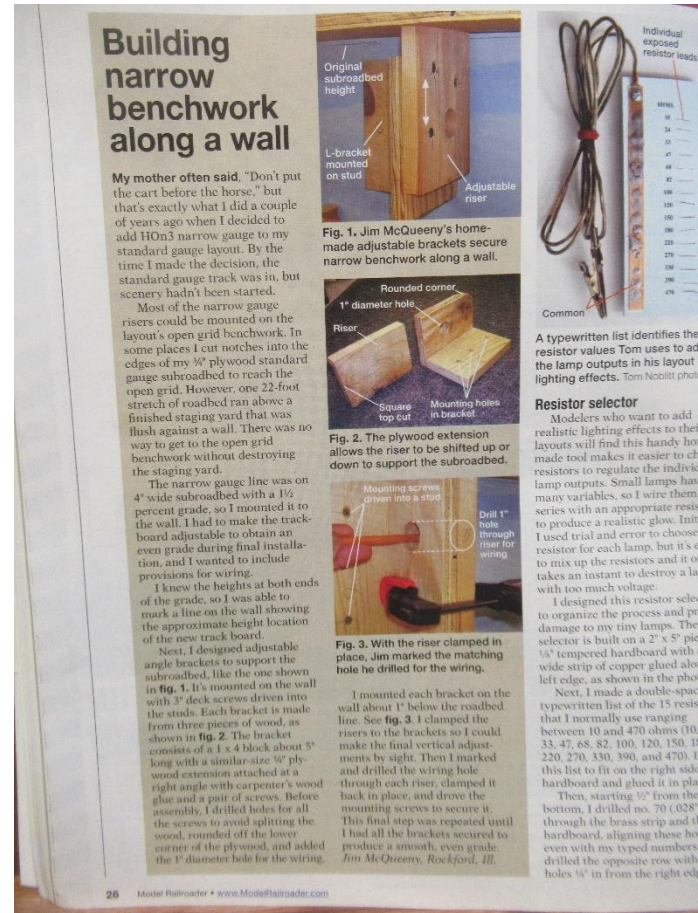 Building
narrow
benchwork
along a wall
My mother often said, "Don't put
the cart before the horse," but
that's exactly what I did a couple
of years ago when I decided to
add HOn3 narrow gauge to my
standard gauge layout. By the
time I made the decision, the
standard gauge track was in, but
scenery hadn't been started.
Most of the narrow gauge
risers could be mounted on the
layout's open grid benchwork. In
some places I cut notches into the
edges of my ¾" plywood standard
gauge subroadbed to reach the
open grid. However, one 22-foot
stretch of roadbed ran above a
finished staging yard that was
flush against a wall. There was no
way to get to the open grid
benchwork without destroying
the staging yard.
The narrow gauge line was on
4" wide subroadbed with a 1½
percent grade, so I mounted it to
the wall. I had to make the track-
board adjustable to obtain an
even grade during final installa-
tion, and I wanted to include
provisions for wiring.
I knew the heights at both ends
of the grade, so I was able to
mark a line on the wall showing
the approximate height location
of the new track board.
Next, I designed adjustable
angle brackets to support the
subroadbed, like the one shown
in fig. 1. It's mounted on the wall
with 3" deck screws driven into
the studs. Each bracket is made
from three pieces of wood, as
shown in fig. 2. The bracket
consists of a 1 x 4 block about 5"
long with a similar-size ply-
wood extension attached at a
right angle with carpenter's wood
glue and a pair of screws. Before
assembly, I drilled holes for all
the screws to avoid splitting the
wood, rounded off the lower
corner of the plywood, and added
the 1" diameter hole for the wiring.
Original
subroadbed
height
L-bracket
mounted
on stud
Adjustable
riser
Fig. 1. Jim McQueeny's home-
made adjustable brackets secure
narrow benchwork along a wall.
Rounded corner
1" diameter hole
Riser
Square
top cut
Mounting holes
in bracket
Fig. 2. The plywood extension
allows the riser to be shifted up or
down to support the subroadbed.
Mounting screws
driven into a stud
Drill 1"
hole
through
riser for
wiring
Fig. 3. With the riser clamped in
place, Jim marked the matching
hole he drilled for the wiring.
I mounted each bracket on the
wall about 1" below the roadbed
line. See fig. 3. I clamped the
risers to the brackets so I could
make the final vertical adjust-
ments by sight. Then I marked
and drilled the wiring hole
through each riser, clamped it
back in place, and drove the
mounting screws to secure it.
This final step was repeated until
I had all the brackets secured to
produce a smooth, even grade.
Jim McQueeny, Rockford, Ill.
Individual
exposed
resistor leads
Common
A typewritten list identifies the
resistor values Tom uses to
the lamp outputs in his layout
lighting effects. Tom Noblitt
Resistor selector
Modelers who want to add
realistic lighting effects to
layouts will find this handy
made tool makes it easier to
resistors to regulate the
lamp outputs. Small lamps
many variables, so I wire them
series with an appropriate
to produce a realistic glow.
I used trial and error to choose
resistor for each lamp, but it's
to mix up the resistors and it
takes an instant to destroy a
with too much voltage.
I designed this resistor
to organize the process and
damage to my tiny lamps. The
selector is built on a 2" x 5"
⅛" tempered hardboard with
wide strip of copper glued
left edge, as shown in the
Next, I made a
typewritten list of the 15
that I normally use ranging
between 10 and 470 ohms (10,
33, 47, 68, 82, 100, 120, 150,
220, 270, 330, 390, and 470).
this list to fit on the right
hardboard and glued it in
Then, starting ½" from the
bottom, I drilled no. 70 (.028"
through the brass strip and
hardboard, aligning these
even with my typed numbers
drilled the opposite row with
holes ¼" in from the right
26 Model Railroader • www.ModelRailroader.com